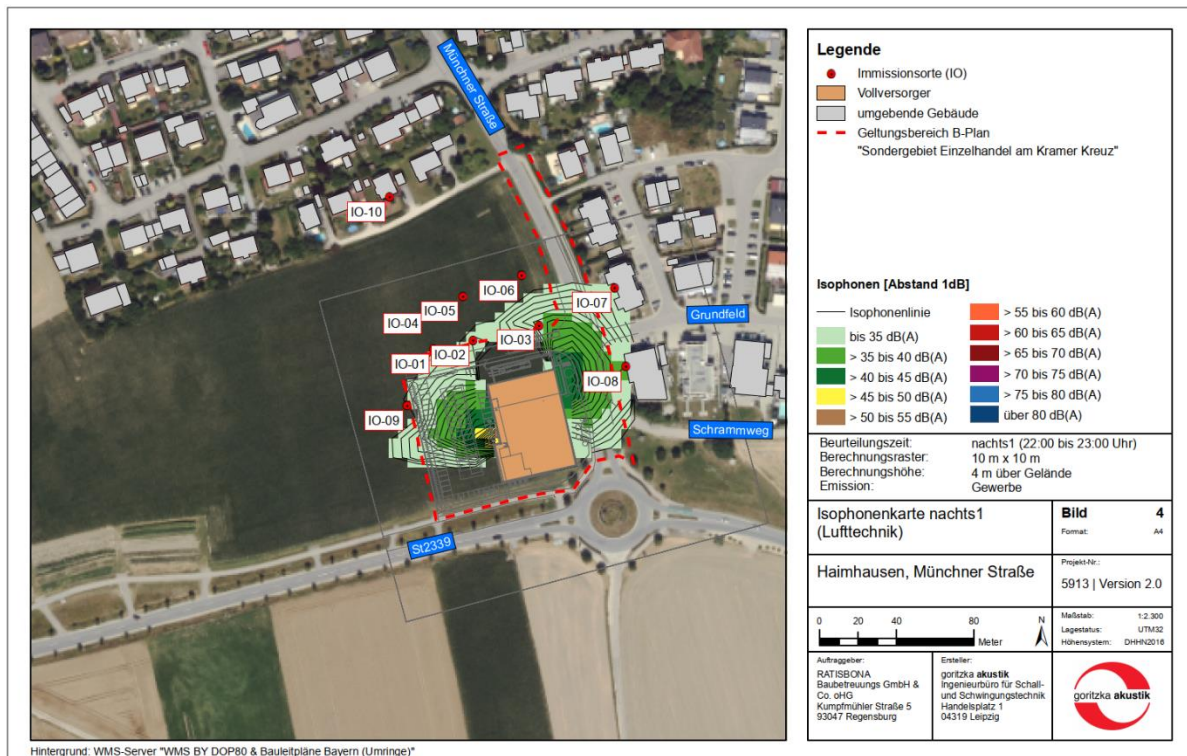 Münchner Straße
IO-10
IO-06
IO-05
IO-07
IO-04
IO-03
IO-02
IO-01
IO-08
IO-09
Grundfeld
Schrammweg
St2339
Legende
Immissionsorte (IO)
Vollversorger
umgebende Gebäude
Geltungsbereich B-Plan
"Sondergebiet Einzelhandel am Kramer Kreuz"
Isophonen [Abstand 1dB]
Isophonenlinie
bis 35 dB(A)
> 35 bis 40 dB(A)
> 40 bis 45 dB(A)
> 45 bis 50 dB(A)
> 50 bis 55 dB(A)
> 55 bis 60 dB(A)
> 60 bis 65 dB(A)
> 65 bis 70 dB(A)
> 70 bis 75 dB(A)
> 75 bis 80 dB(A)
über 80 dB(A)
Beurteilungszeit: nachts1 (22:00 bis 23:00 Uhr)
Berechnungsraster: 10 m x 10 m
Berechnungshöhe: 4 m über Gelände
Emission: Gewerbe
Isophonenkarte nachts1
(Lufttechnik)
Bild 4
Format: A4
Haimhausen, Münchner Straße
Projekt-Nr.:
5913 | Version 2.0
0 20 40 80
Meter
N
Meßstab: 1:2.300
Lagestatus: UTM32
Höhensystem: DHHN2016
Auftraggeber:
RATISBONA
Baubetreuungs GmbH &
Co. oHG
Kumpfmühler Straße 5
93047 Regensburg
Ersteller:
goritzka akustik
Ingenieurbüro für Schall-
und Schwingungstechnik
Handelsplatz 1
04319 Leipzig
goritzka akustik
Hintergrund: WMS-Server "WMS BY DOP80 & Bauleitpläne Bayern (Umringe)"